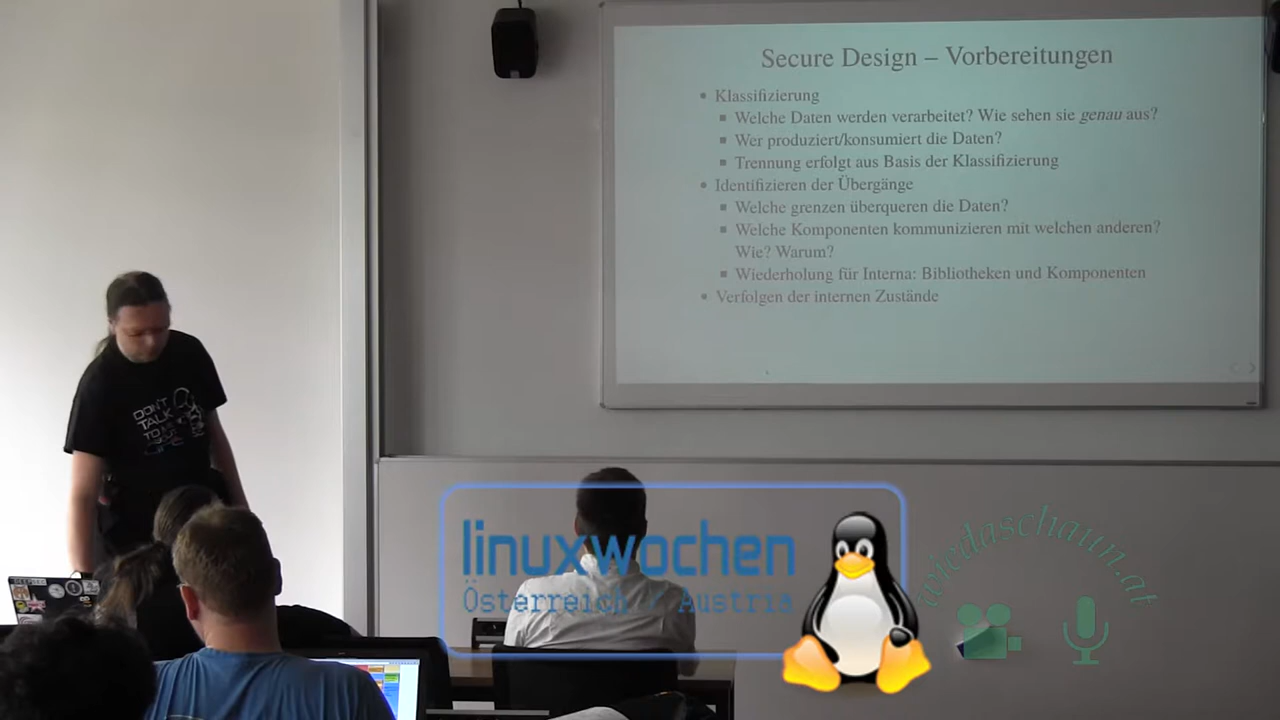 Secure Design – Vorbereitungen
Klassifizierung
Welche Daten werden verarbeitet? Wie sehen sie genau aus?
Wer produziert/konsumiert die Daten?
Trennung erfolgt aus Basis der Klassifizierung
Identifizieren der Übergänge
Welche grenzen überqueren die Daten?
Welche Komponenten kommunizieren mit welchen anderen?
Wie? Warum?
Wiederholung für Interna: Bibliotheken und Komponenten
Verfolgen der internen Zustände
DON'T
TALK
linuxwochen
Österreich / Austria
wiedaschaun.at